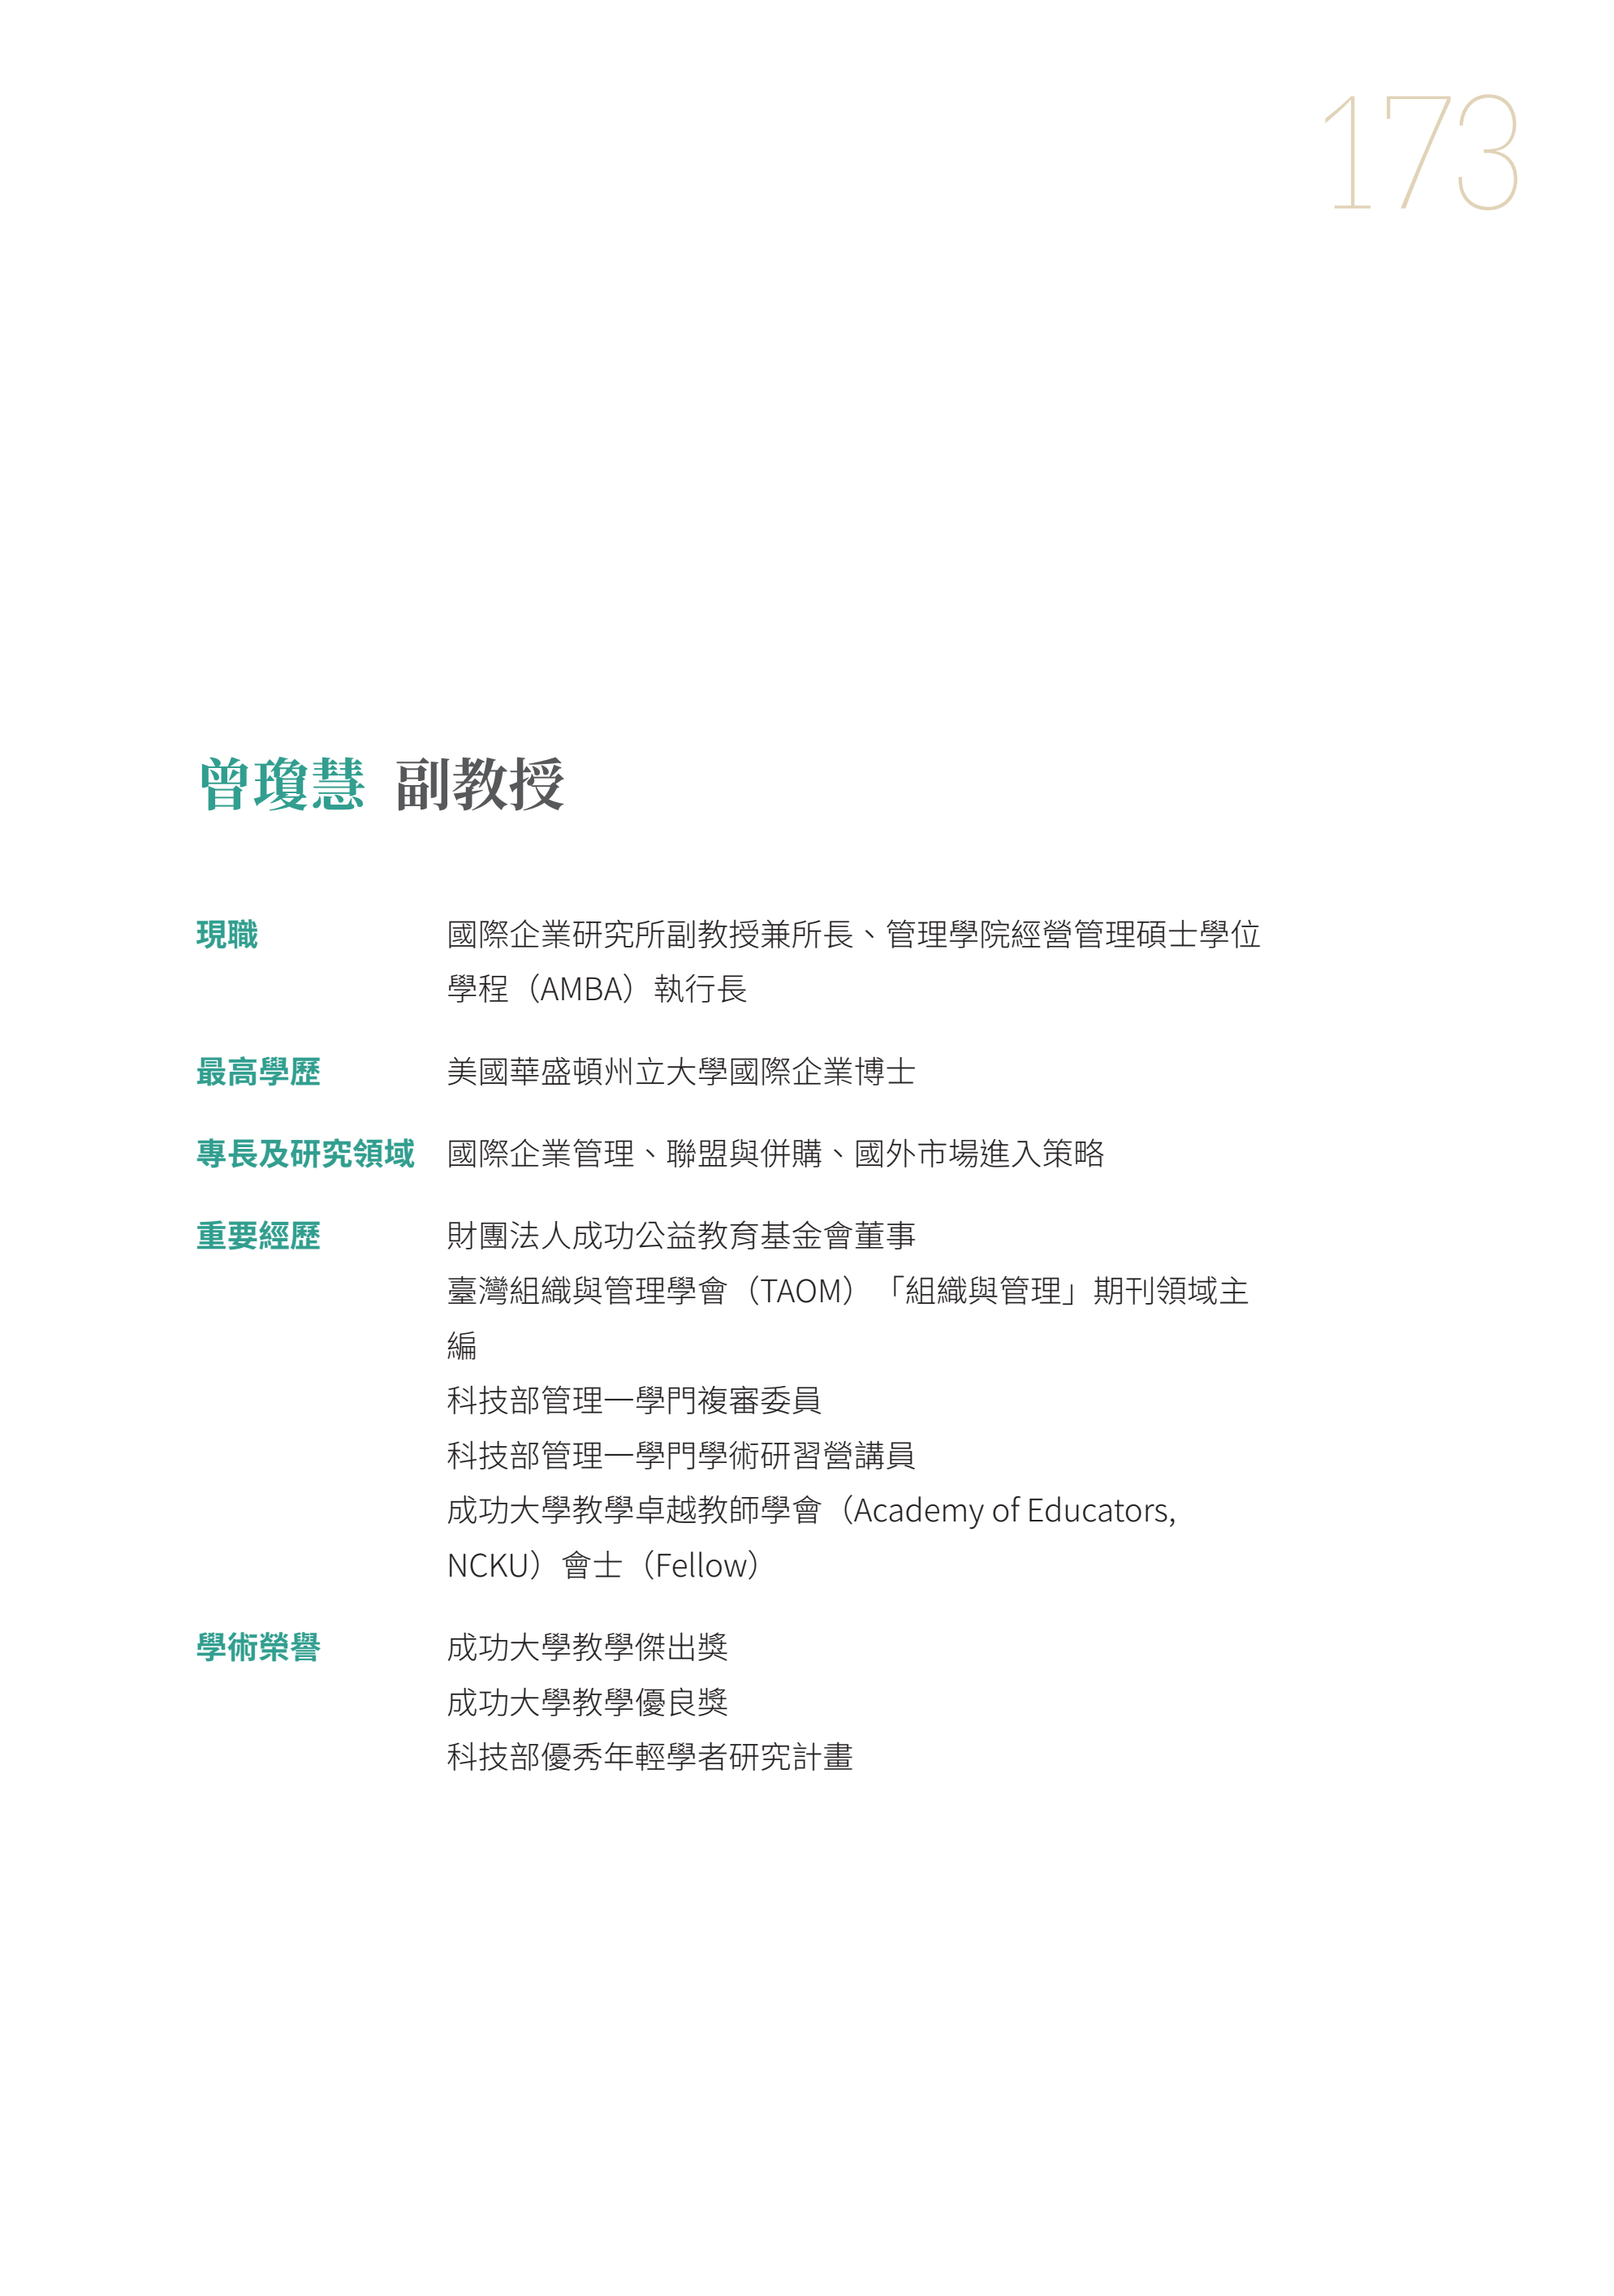 173
曾瓊慧 副教授
現職 國際企業研究所副教授兼所長、管理學院經營管理碩士學位
學程（AMBA）執行長
最高學歷 美國華盛頓州立大學國際企業博士
專長及研究領域 國際企業管理、聯盟與併購、國外市場進入策略
重要經歷 財團法人成功公益教育基金會董事
臺灣組織與管理學會（TAOM）「組織與管理」期刊領域主
編
科技部管理一學門複審委員
科技部管理一學門學術研習營講員
成功大學教學卓越教師學會（Academy of Educators,
NCKU）會士（Fellow）
學術榮譽 成功大學教學傑出獎
成功大學教學優良獎
科技部優秀年輕學者研究計畫